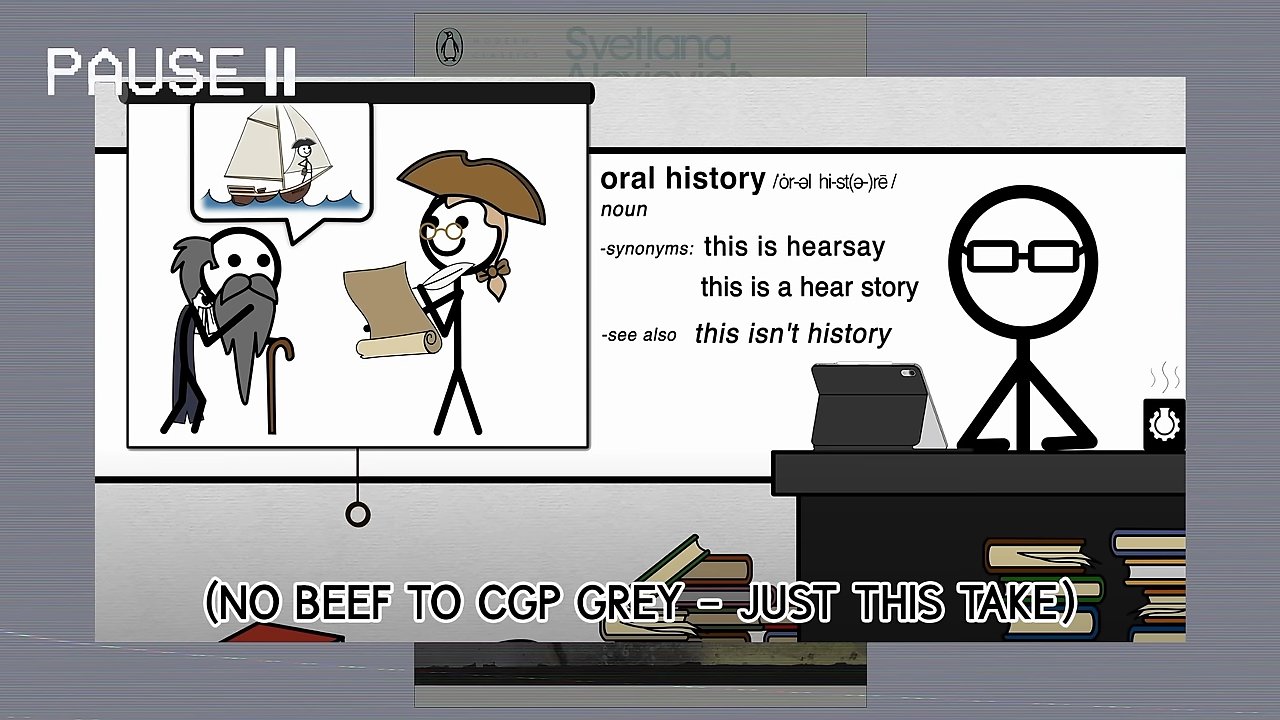 PAUSE
Svetlana
Alexievich
oral history /ȯr-əl hi-st(ə-)rē/
noun
-synonyms: this is hearsay
this is a hear story
-see also this isn't history
(NO BEEF TO CGP GREY – JUST THIS TAKE)